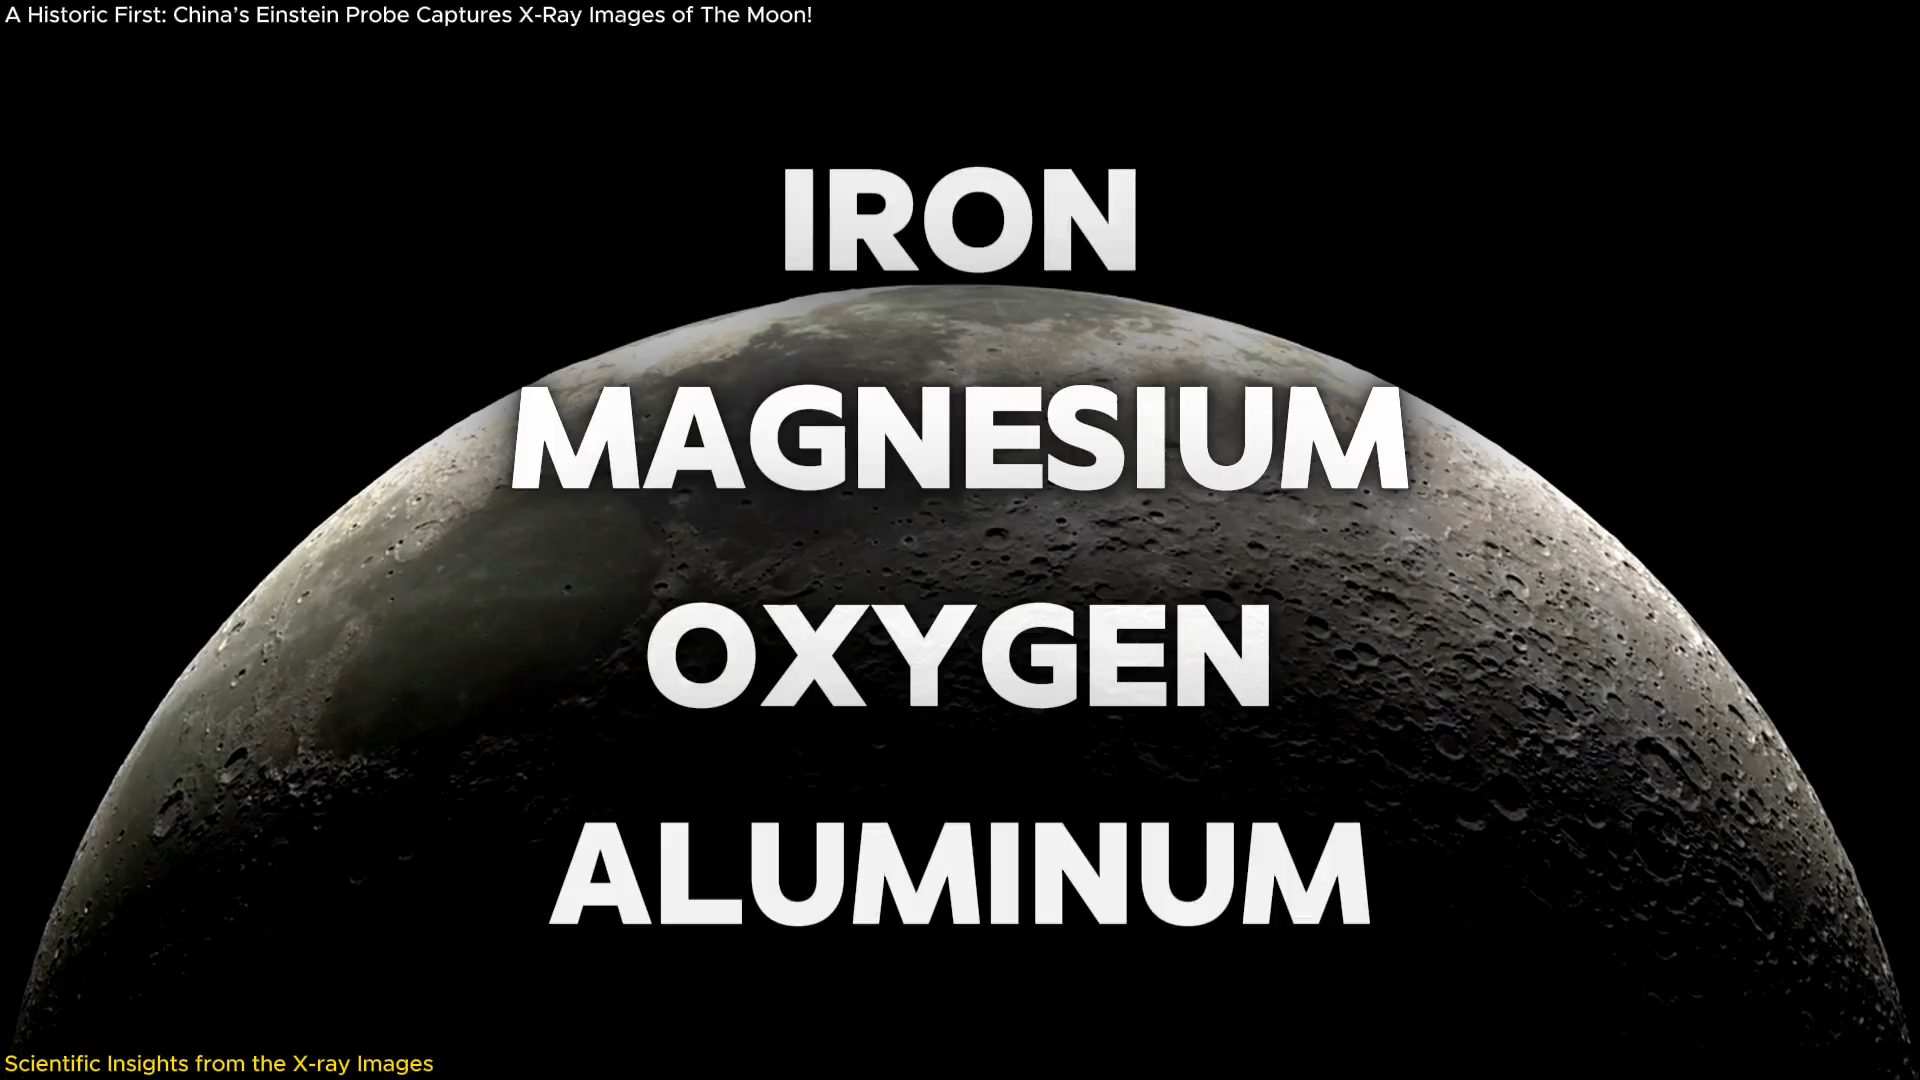 A Historic First: China’s Einstein Probe Captures X-Ray Images of The Moon!
IRON
MAGNESIUM
OXYGEN
ALUMINUM
Scientific Insights from the X-ray Images